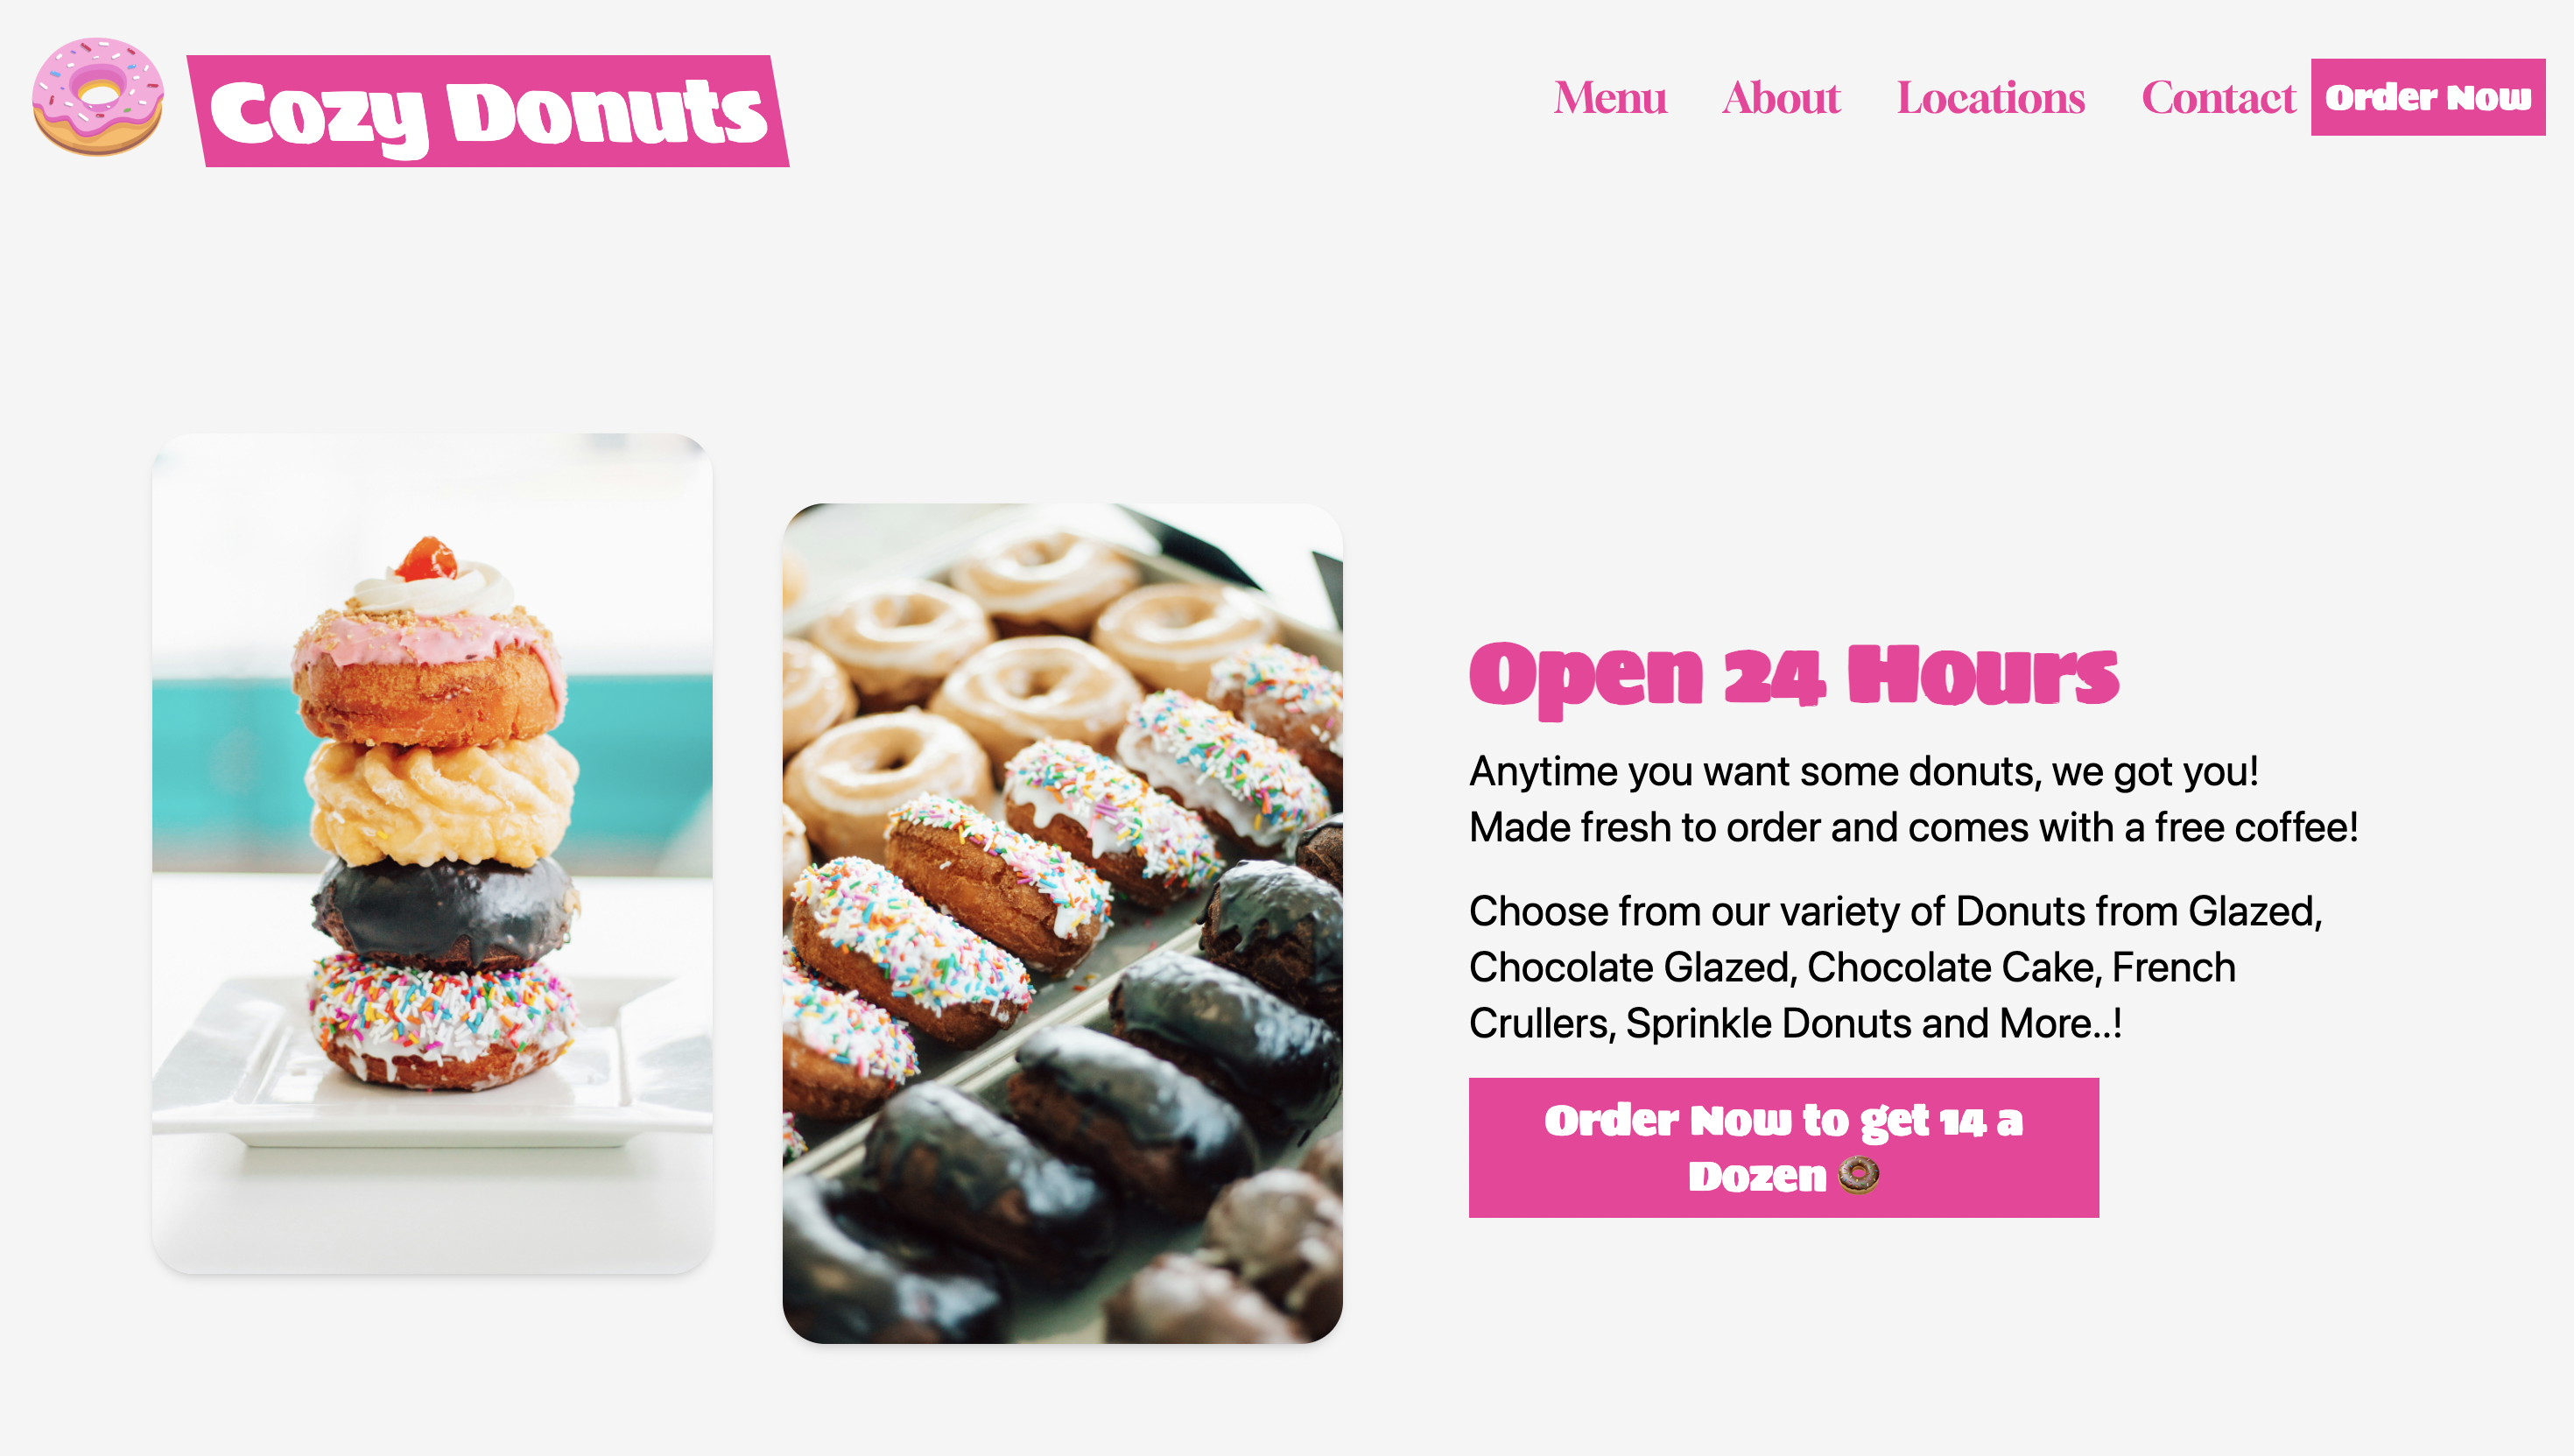 Cozy Donuts
Menu About Locations Contact Order Now
Open 24 Hours
Anytime you want some donuts, we got you!
Made fresh to order and comes with a free coffee!
Choose from our variety of Donuts from Glazed,
Chocolate Glazed, Chocolate Cake, French
Crullers, Sprinkle Donuts and More..!
Order Now to get 14 a
Dozen 🍩